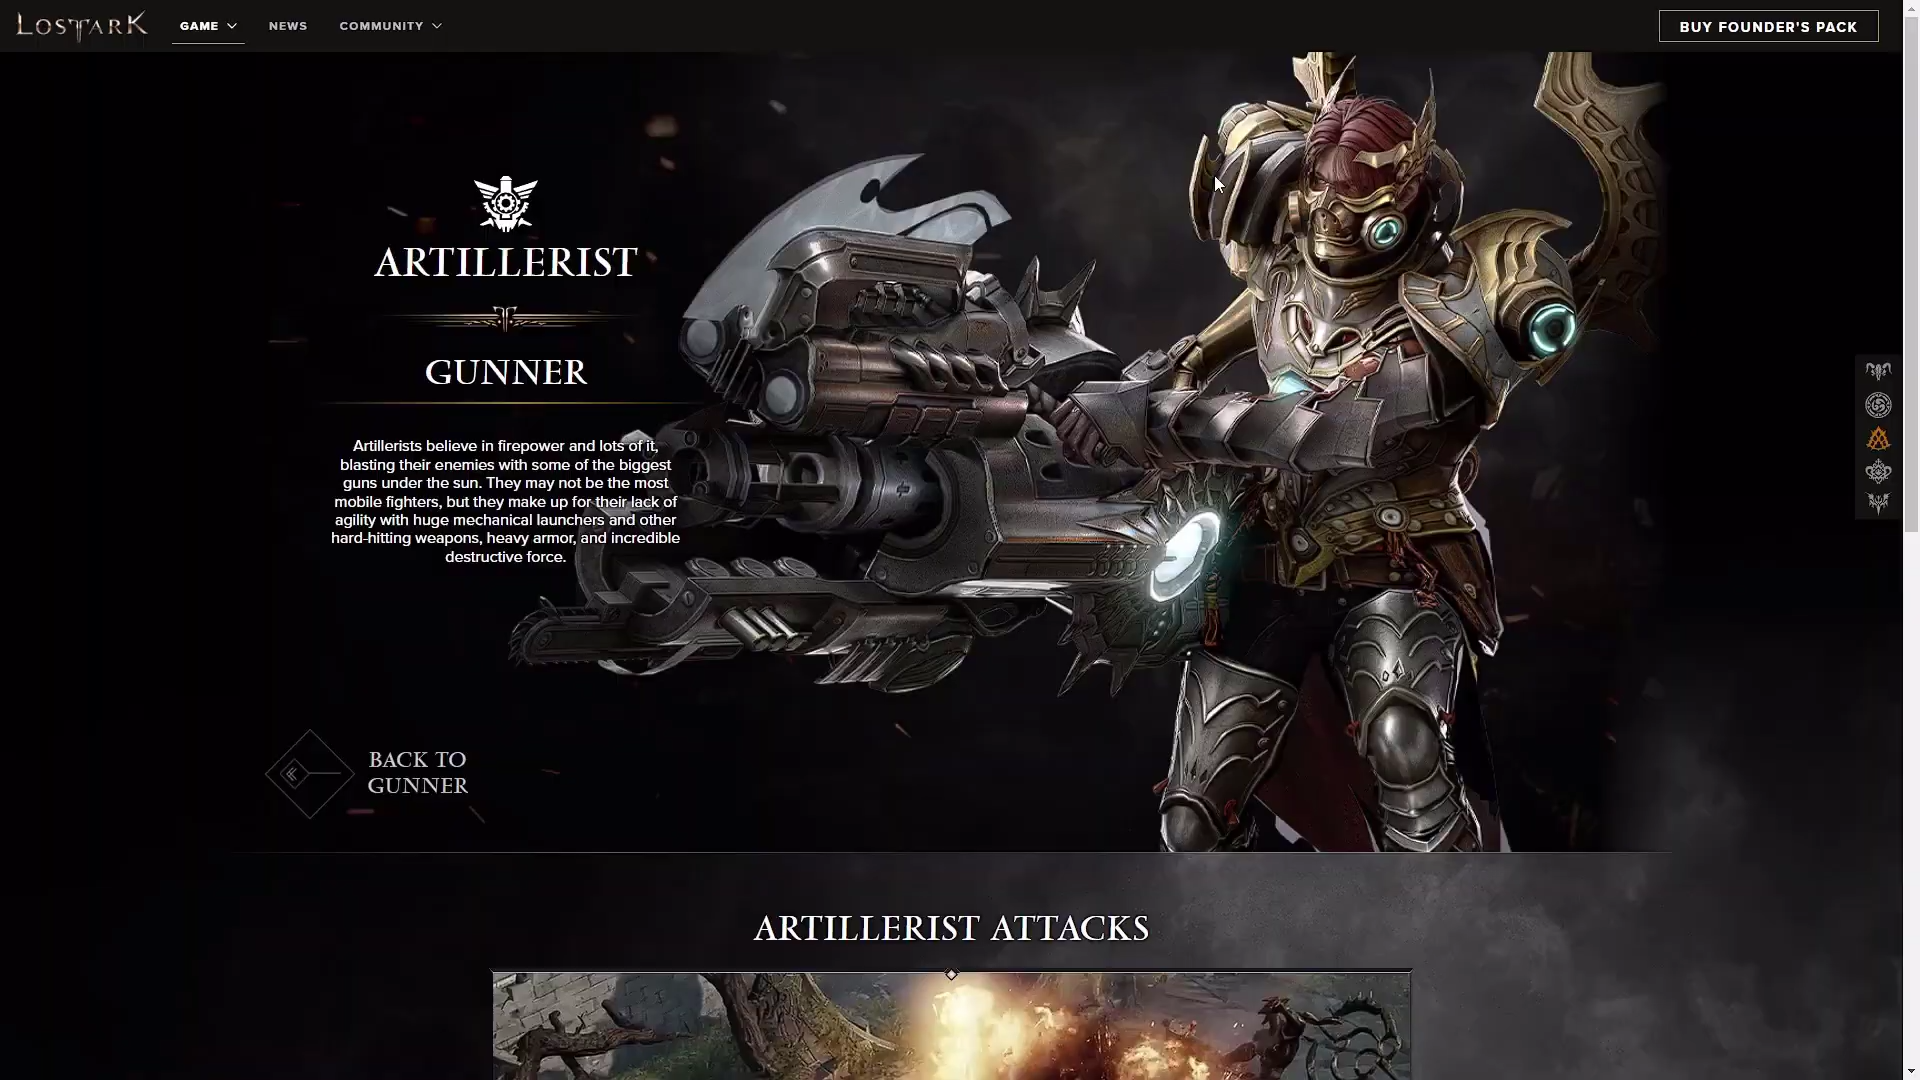 LOSTARK
GAME
NEWS
COMMUNITY
BUY FOUNDER'S PACK
ARTILLERIST
GUNNER
Artillerists believe in firepower and lots of it,
blasting their enemies with some of the biggest
guns under the sun. They may not be the most
mobile fighters, but they make up for their lack of
agility with huge mechanical launchers and other
hard-hitting weapons, heavy armor, and incredible
destructive force.
BACK TO
GUNNER
ARTILLERIST ATTACKS